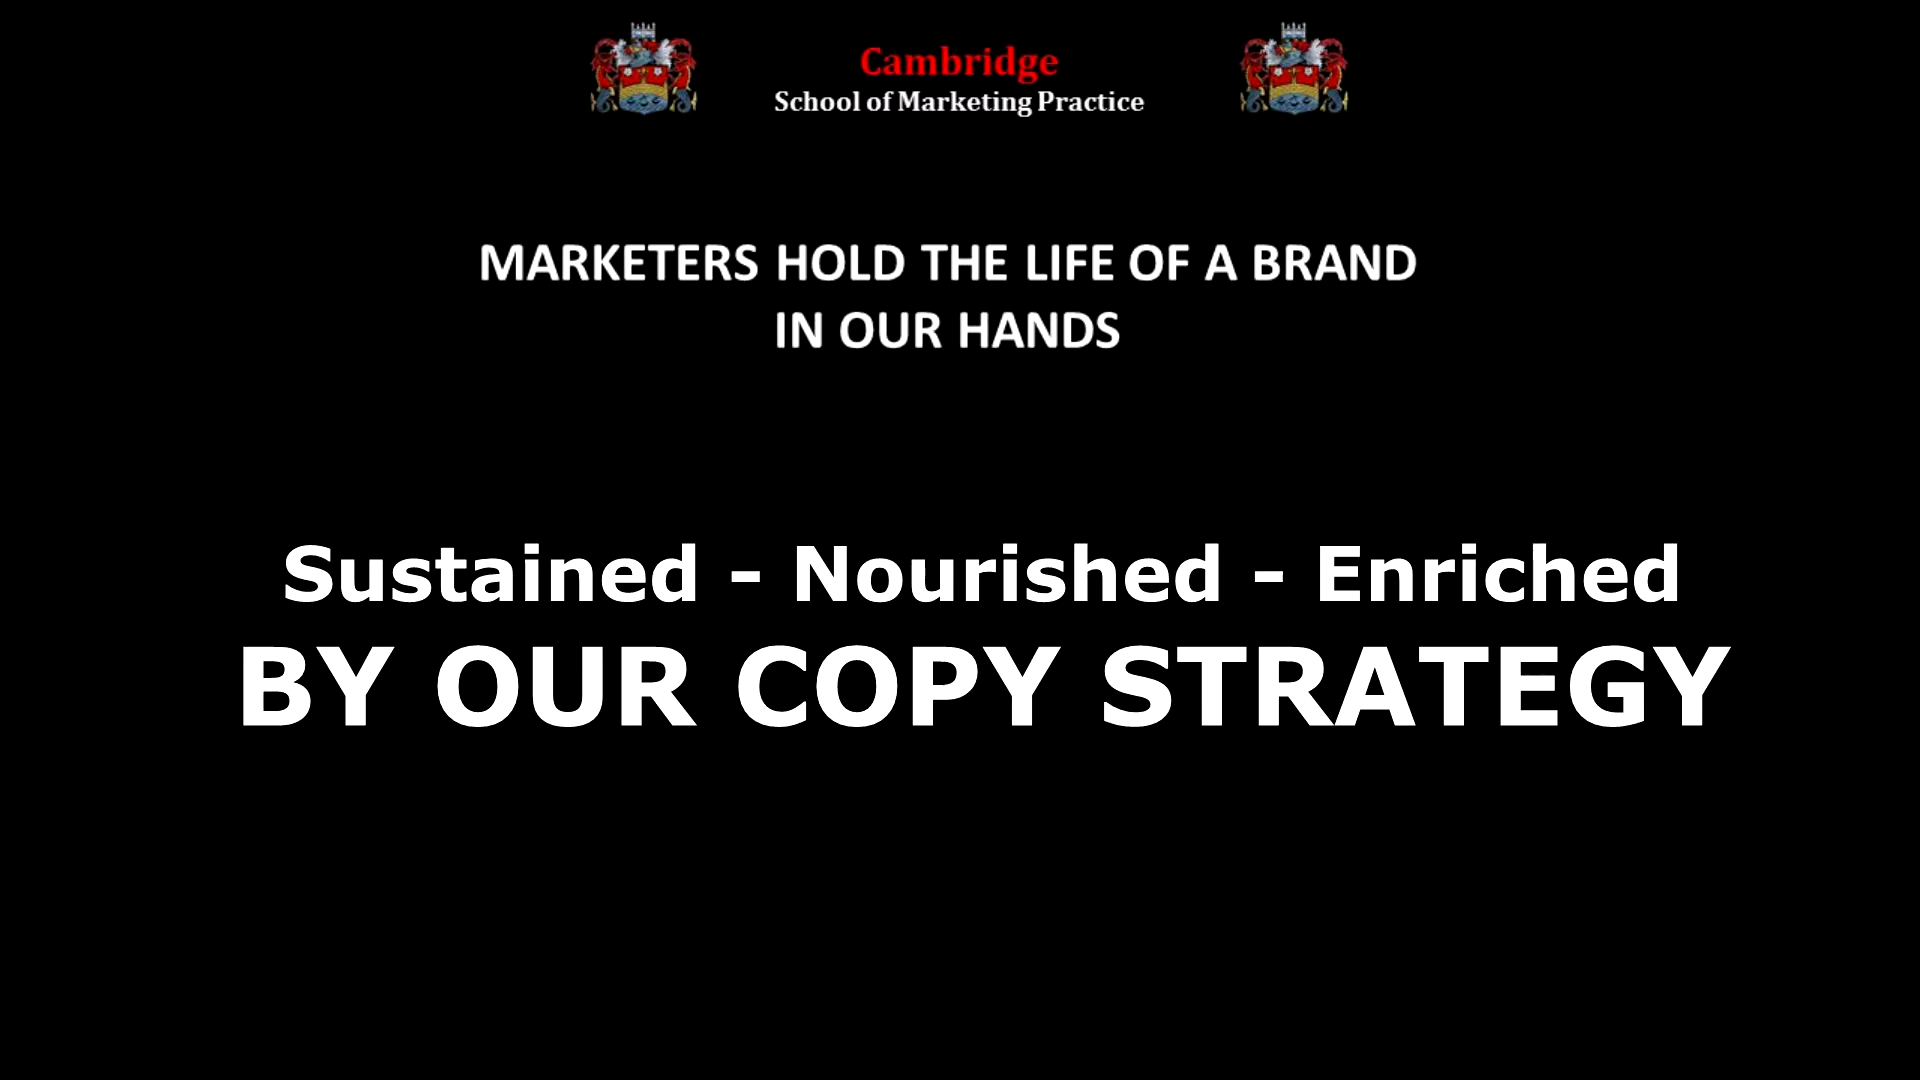 Cambridge
School of Marketing Practice
MARKETERS HOLD THE LIFE OF A BRAND
IN OUR HANDS
Sustained - Nourished - Enriched
BY OUR COPY STRATEGY